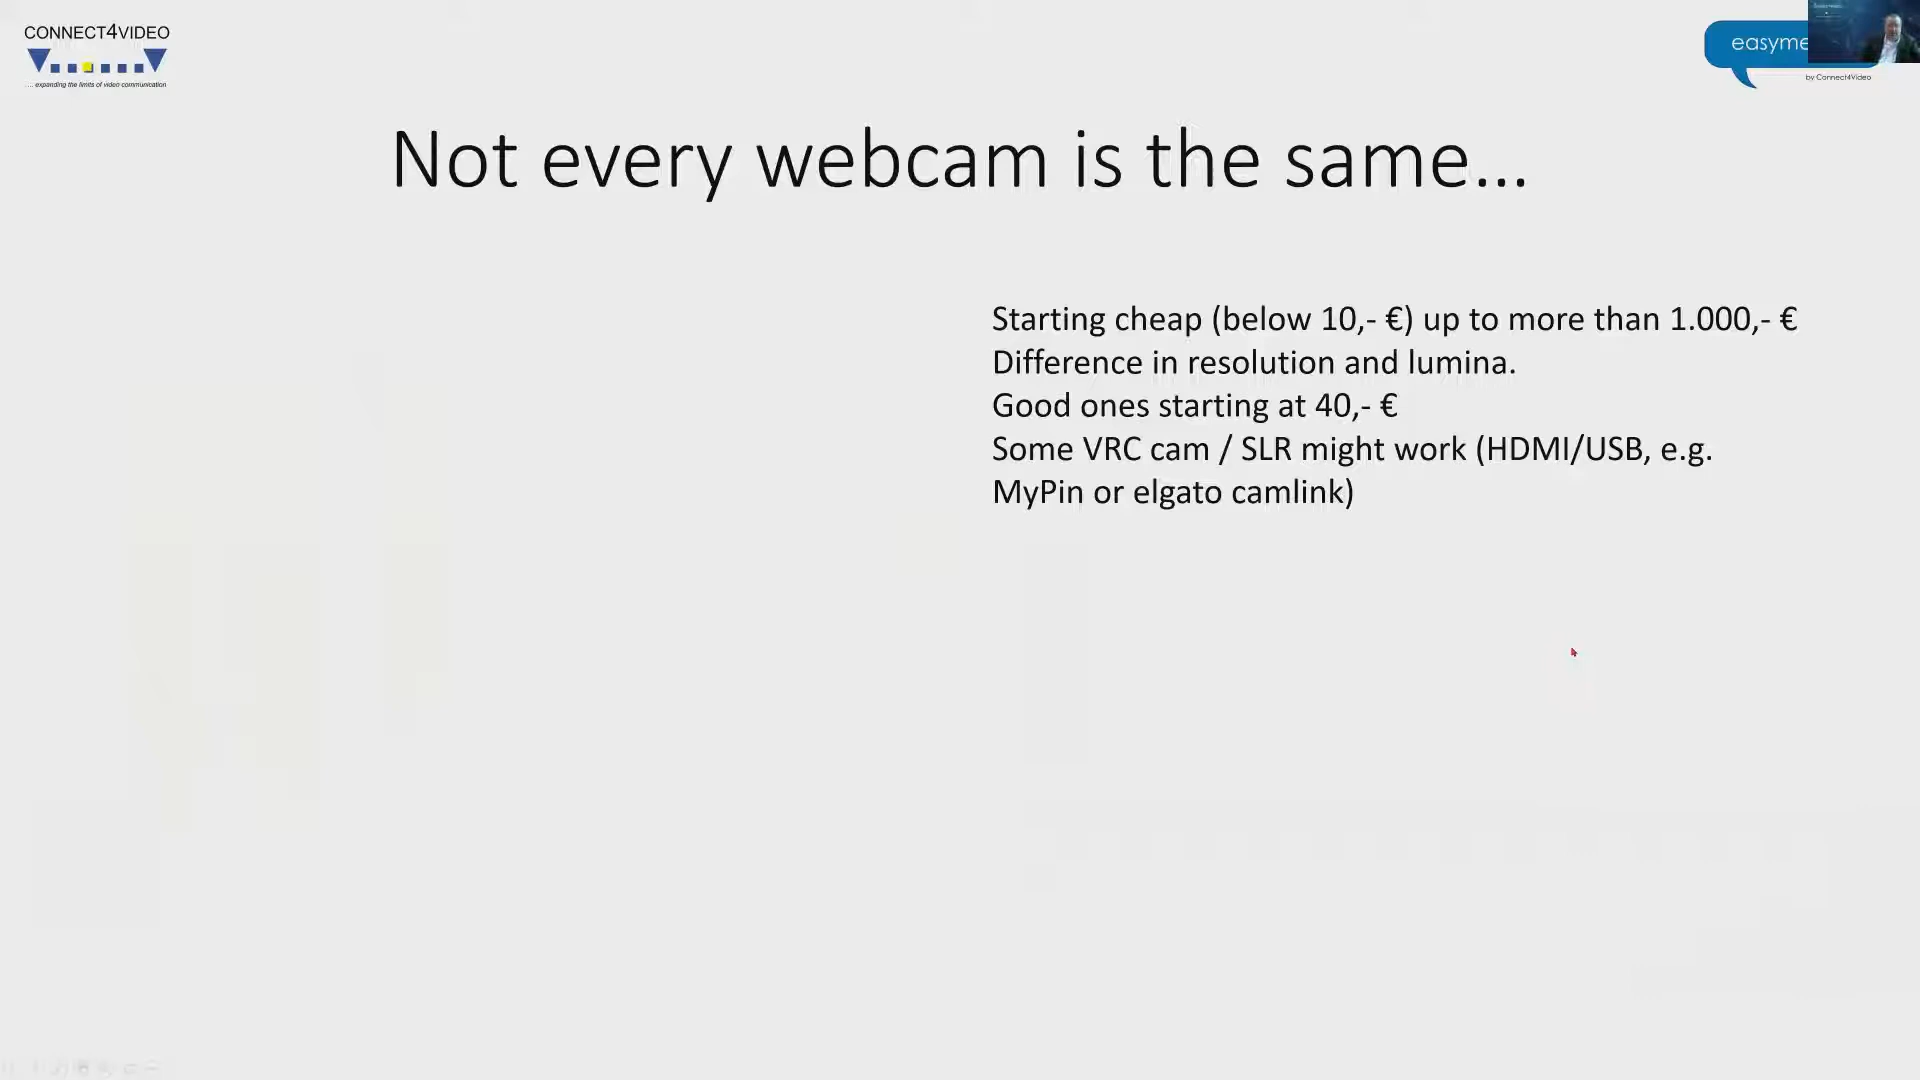 CONNECT4VIDEO
... expanding the limits of video communication
easyme
by Connect4Video
Not every webcam is the same...
Starting cheap (below 10,- €) up to more than 1.000,- €
Difference in resolution and lumina.
Good ones starting at 40,- €
Some VRC cam / SLR might work (HDMI/USB, e.g.
MyPin or elgato camlink)